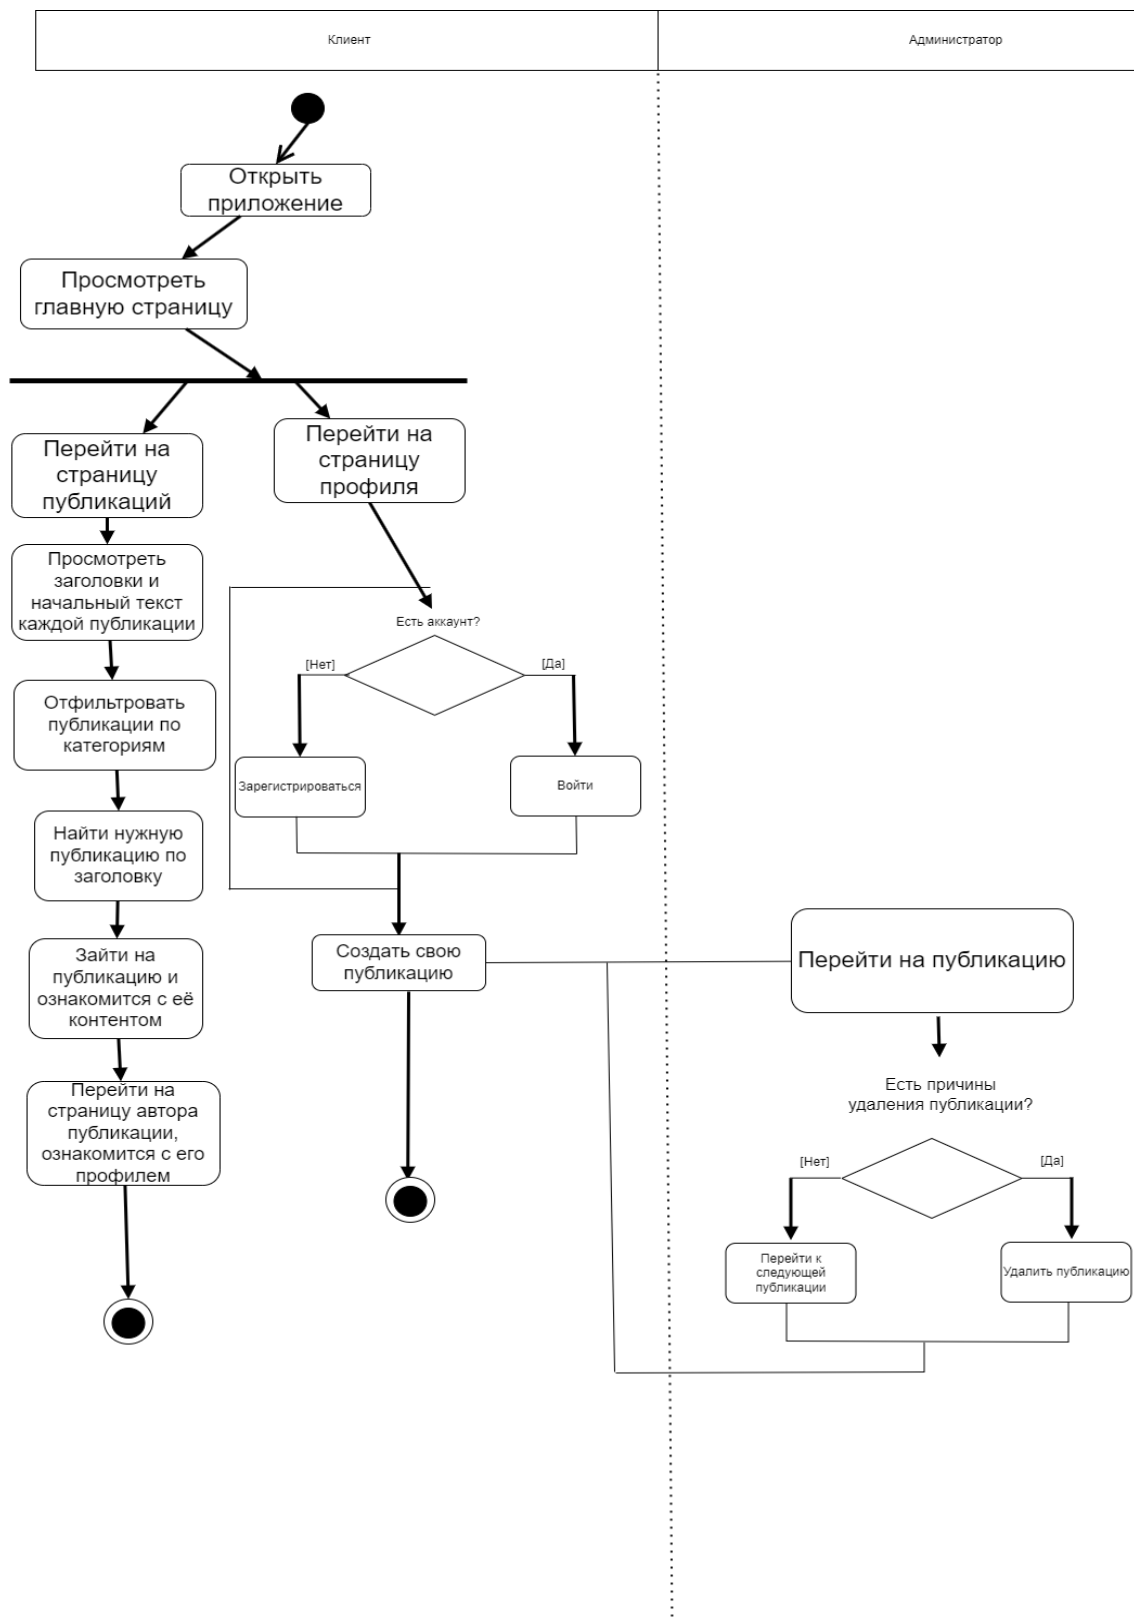 Клиент
Администратор
Открыть
приложение
Просмотреть
главную страницу
Перейти на
страницу
публикаций
Перейти на
страницу
профиля
Просмотреть
заголовки и
начальный текст
каждой публикации
Есть аккаунт?
[Нет]
[Да]
Отфильтровать
публикации по
категориям
Зарегистрироваться
Войти
Найти нужную
публикацию по
заголовку
Зайти на
публикацию и
ознакомится с её
контентом
Создать свою
публикацию
Перейти на публикацию
Перейти на
страницу автора
публикации,
ознакомится с его
профилем
Есть причины
удаления публикации?
[Нет]
[Да]
Перейти к
следующей
публикации
Удалить публикацию